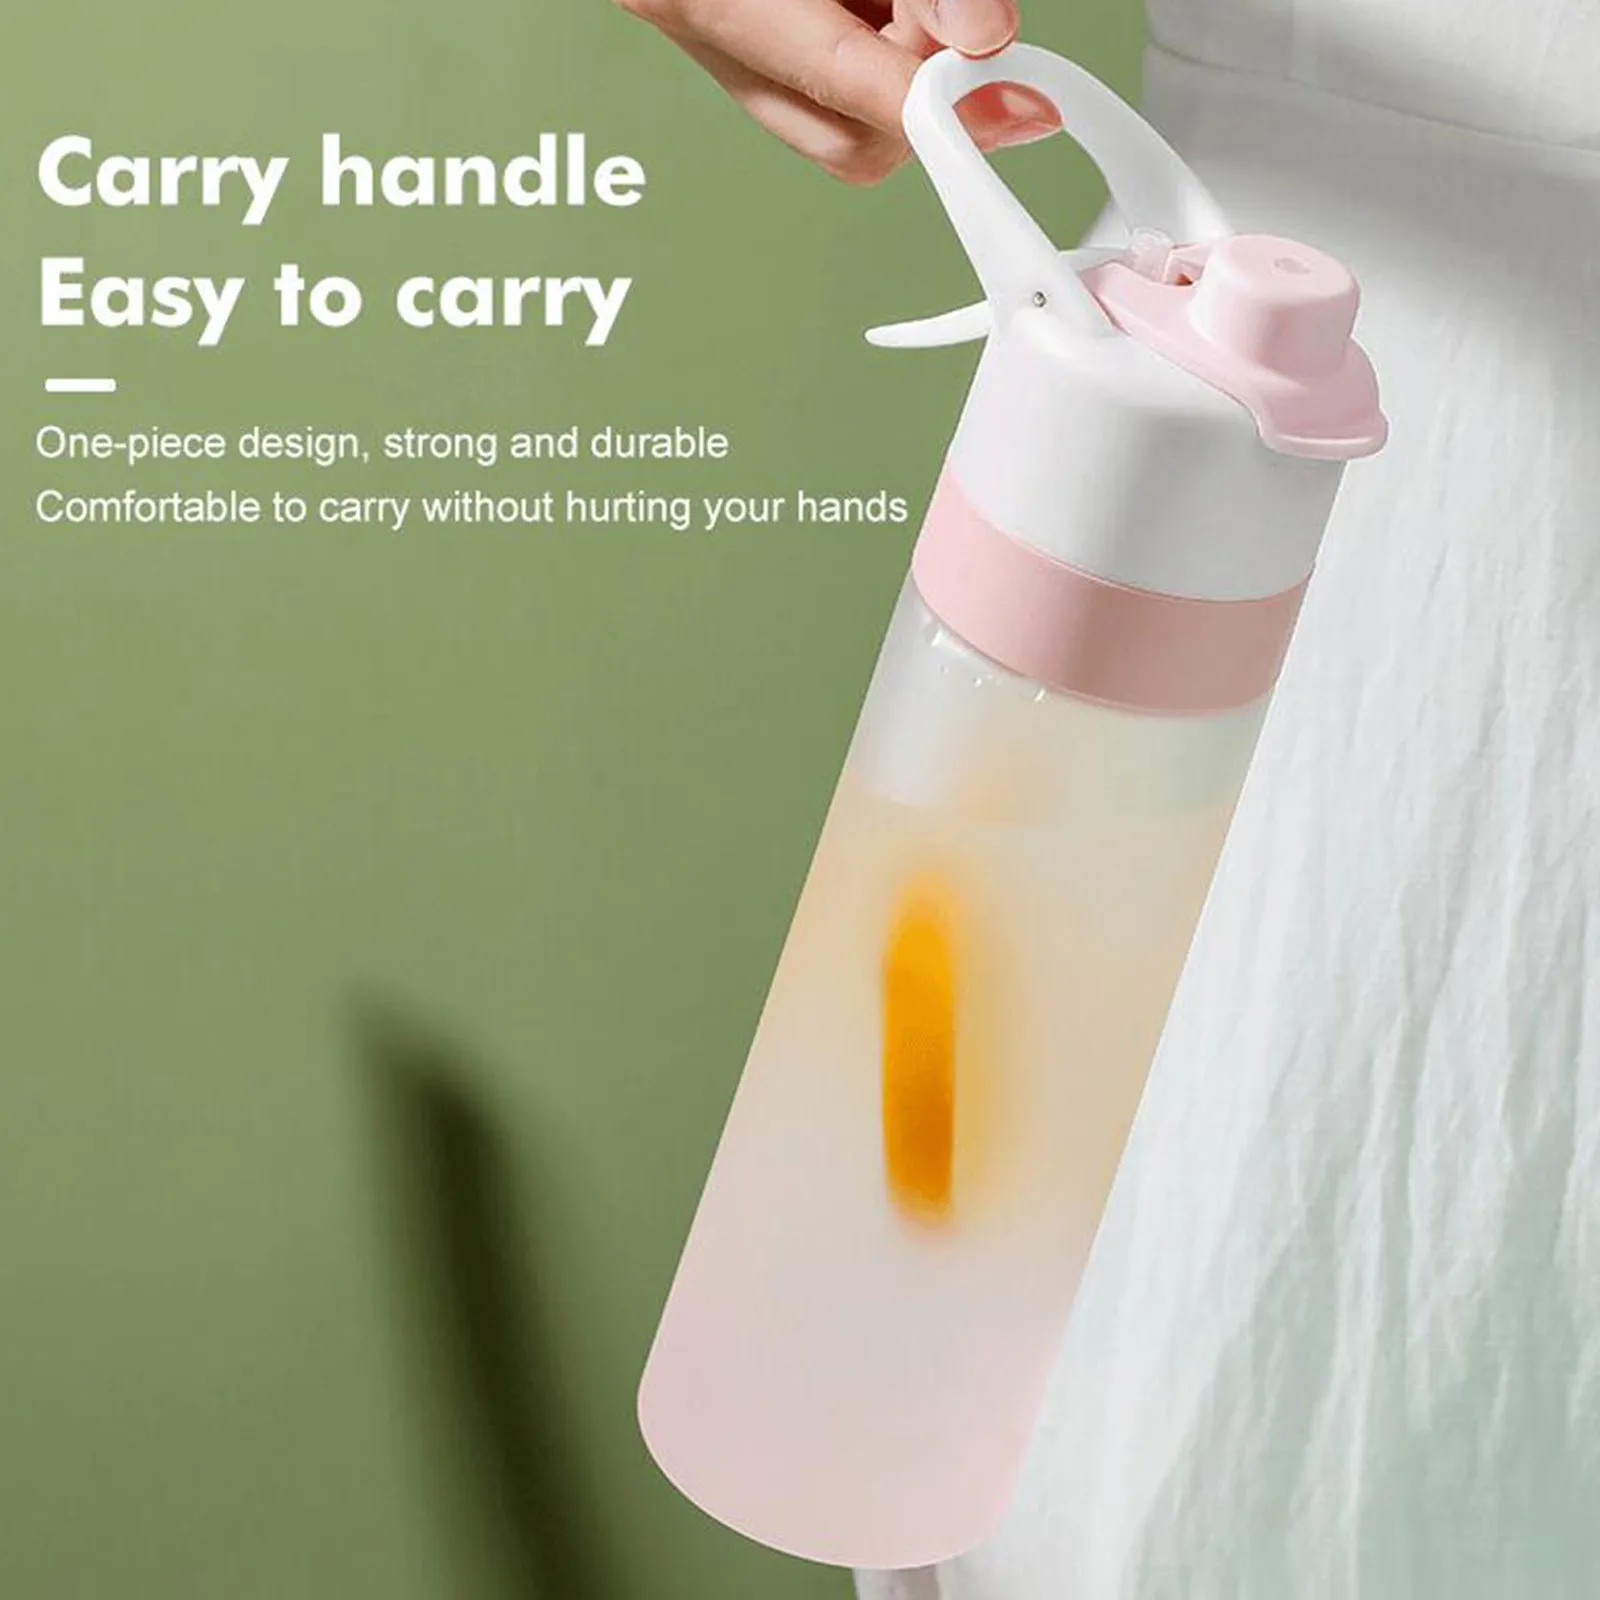 Carry handle
Easy to carry
One-piece design, strong and durable
Comfortable to carry without hurting your hands